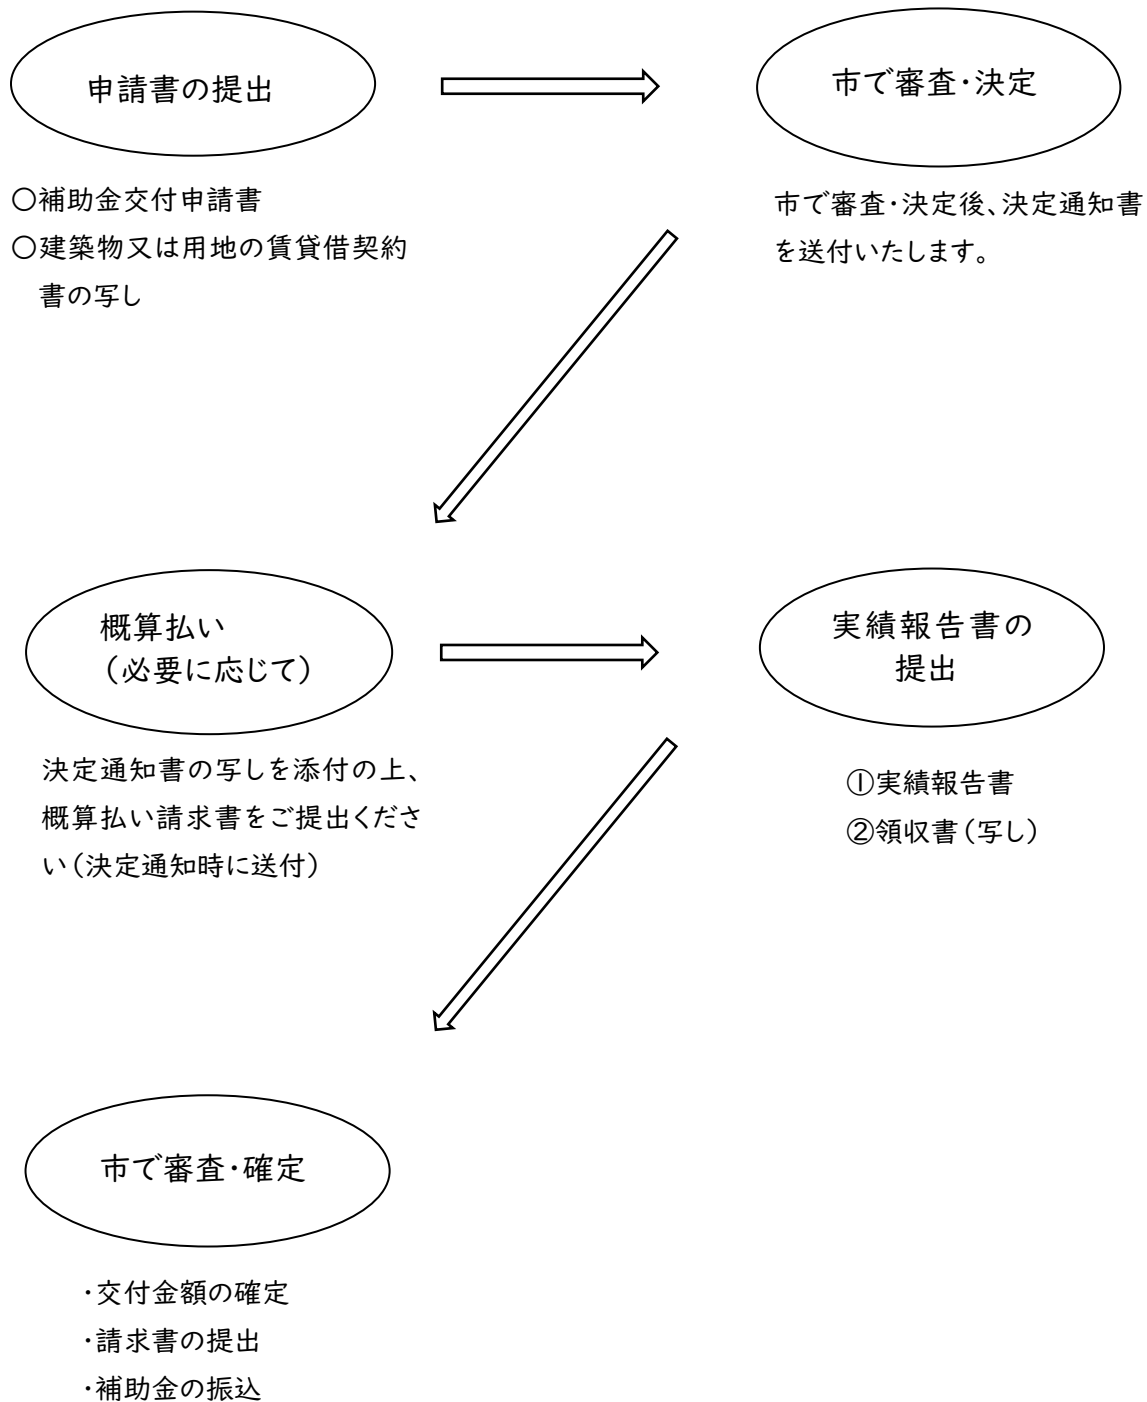 申請書の提出
○補助金交付申請書
○建築物又は用地の賃貸借契約
書の写し
市で審査・決定
市で審査・決定後、決定通知書
を送付いたします。
概算払い
（必要に応じて）
決定通知書の写しを添付の上、
概算払い請求書をご提出くださ
い（決定通知時に送付）
実績報告書の
提出
①実績報告書
②領収書（写し）
市で審査・確定
・交付金額の確定
・請求書の提出
・補助金の振込